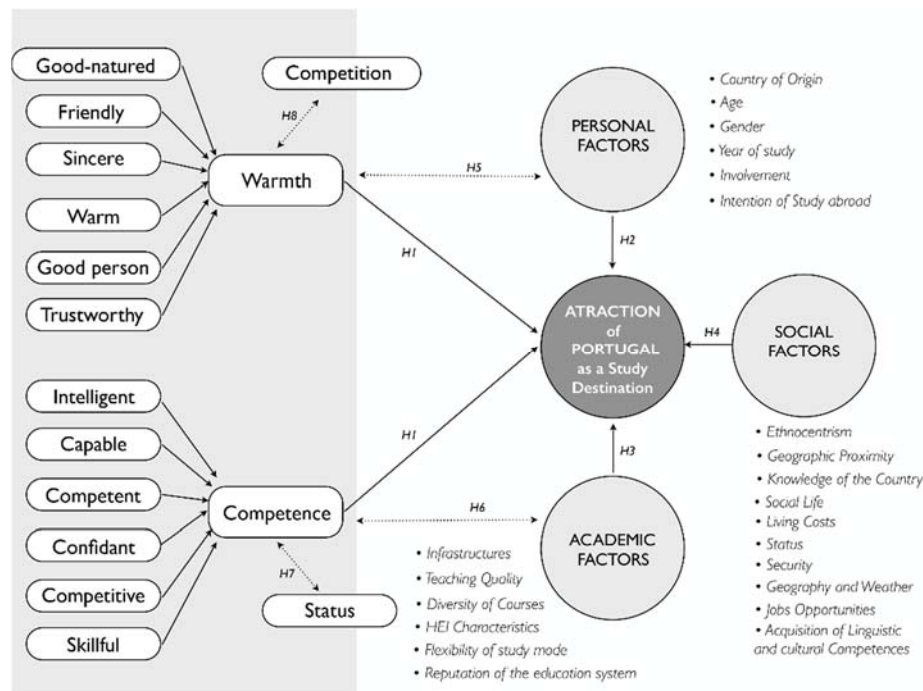 Good-natured
Friendly
Sincere
Warm
Good person
Trustworthy
Competition
H8
Warmth
H5
H1
PERSONAL
FACTORS
• Country of Origin
• Age
• Gender
• Year of study
• Involvement
• Intention of Study abroad
H2
ATRACTION
of
PORTUGAL
as a Study
Destination
H4
SOCIAL
FACTORS
Intelligent
Capable
Competent
Confidant
Competitive
Skillful
Competence
H1
H6
H7
Status
H3
ACADEMIC
FACTORS
• Infrastructures
• Teaching Quality
• Diversity of Courses
• HEI Characteristics
• Flexibility of study mode
• Reputation of the education system
• Ethnocentrism
• Geographic Proximity
• Knowledge of the Country
• Social Life
• Living Costs
• Status
• Security
• Geography and Weather
• Jobs Opportunities
• Acquisition of Linguistic
and cultural Competences